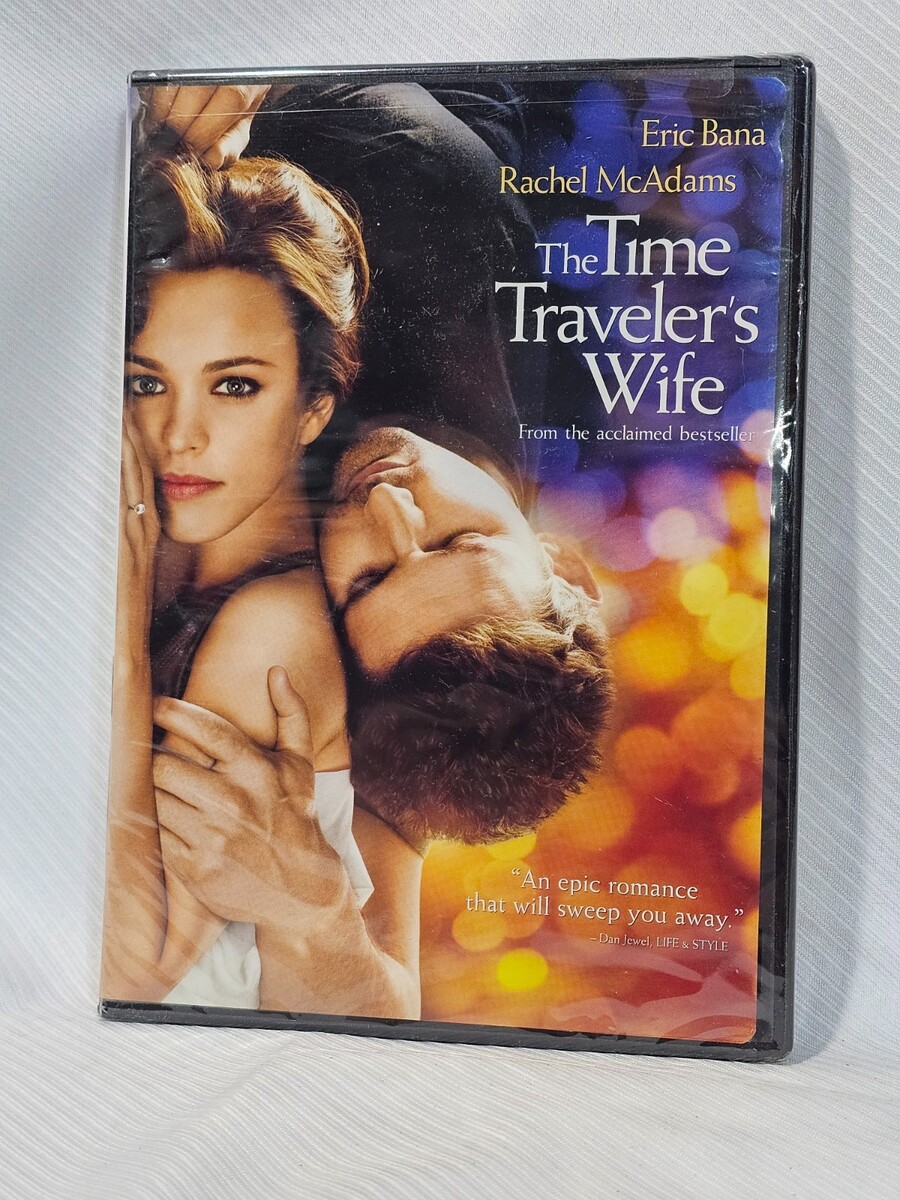 Eric Bana
Rachel McAdams
The Time
Traveler's
Wife
From the acclaimed bestseller
"An epic romance
that will sweep you away."
– Dan Jewel, LIFE & STYLE